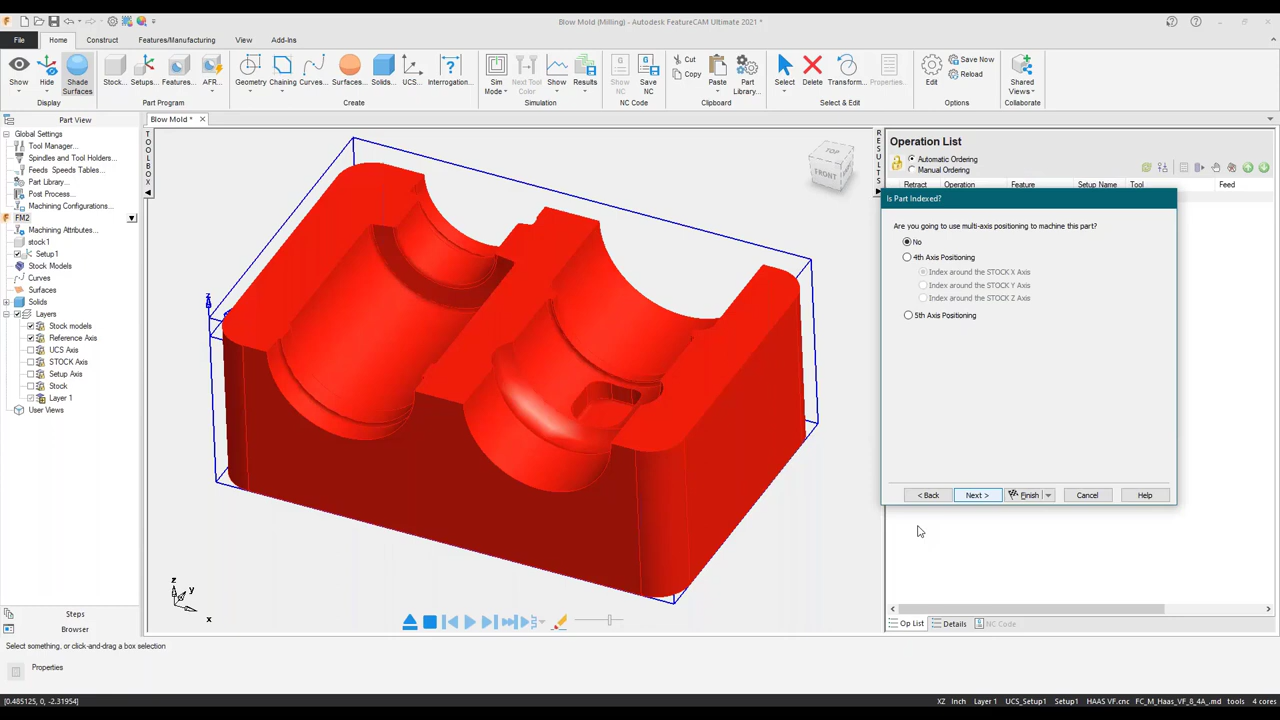 Blow Mold (Milling) - Autodesk FeatureCAM Ultimate 2021 *
File Home Construct Features/Manufacturing View Add-Ins
Show Hide Shade Surfaces
Stock... Setups... Features... AFR...
Geometry Chaining Curves... Surfaces... Solids... UCS... Interrogation...
Sim Mode Next Tool Color Show Results
Show NC Save NC
Cut
Copy
Paste Part Library...
Select Delete Transform... Properties...
Edit Save Now
Reload
Shared Views
Display Part Program Create Simulation NC Code Clipboard Select & Edit Options Collaborate
Part View
Blow Mold *
Global Settings
Tool Manager...
Spindles and Tool Holders...
Feeds Speeds Tables...
Part Library...
Post Process...
Machining Configurations...
FM2
Machining Attributes...
stock1
Setup1
Stock Models
Curves
Surfaces
Solids
Layers
Stock models
Reference Axis
UCS Axis
STOCK Axis
Setup Axis
Stock
Layer 1
User Views
Steps
Browser
TOOLBOX
TOP
FRONT
z
z
y
x
RESULTS
Operation List
Automatic Ordering
Manual Ordering
Retract Operation Feature Setup Name Tool Feed
Is Part Indexed?
Are you going to use multi-axis positioning to machine this part?
No
4th Axis Positioning
Index around the STOCK X Axis
Index around the STOCK Y Axis
Index around the STOCK Z Axis
5th Axis Positioning
< Back Next > Finish Cancel Help
Op List Details NC Code
Select something, or click-and-drag a box selection
Properties
[0.485125, 0, -2.31954]
XZ Inch Layer 1 UCS_Setup1 Setup1 HAAS VF.cnc FC_M_Haas_VF_8_4A_.md tools 4 cores